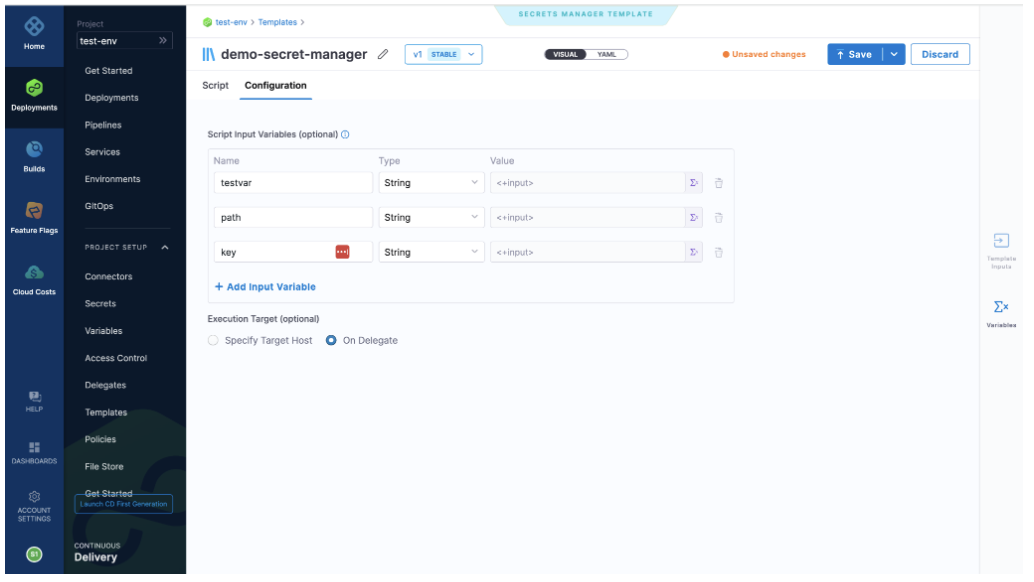 Home
Deployments
Builds
Feature Flags
Cloud Costs
HELP
DASHBOARDS
ACCOUNT
SETTINGS
S1
Project
test-env
Get Started
Deployments
Pipelines
Services
Environments
GitOps
PROJECT SETUP
Connectors
Secrets
Variables
Access Control
Delegates
Templates
Policies
File Store
Get Started
Launch CD First Generation
CONTINUOUS
Delivery
test-env > Templates >
SECRETS MANAGER TEMPLATE
demo-secret-manager
v1 STABLE
VISUAL YAML
Unsaved changes
Save
Discard
Script Configuration
Script Input Variables (optional)
Name Type Value
testvar String <+input>
path String <+input>
key String <+input>
+ Add Input Variable
Execution Target (optional)
Specify Target Host On Delegate
Template
Inputs
Variables